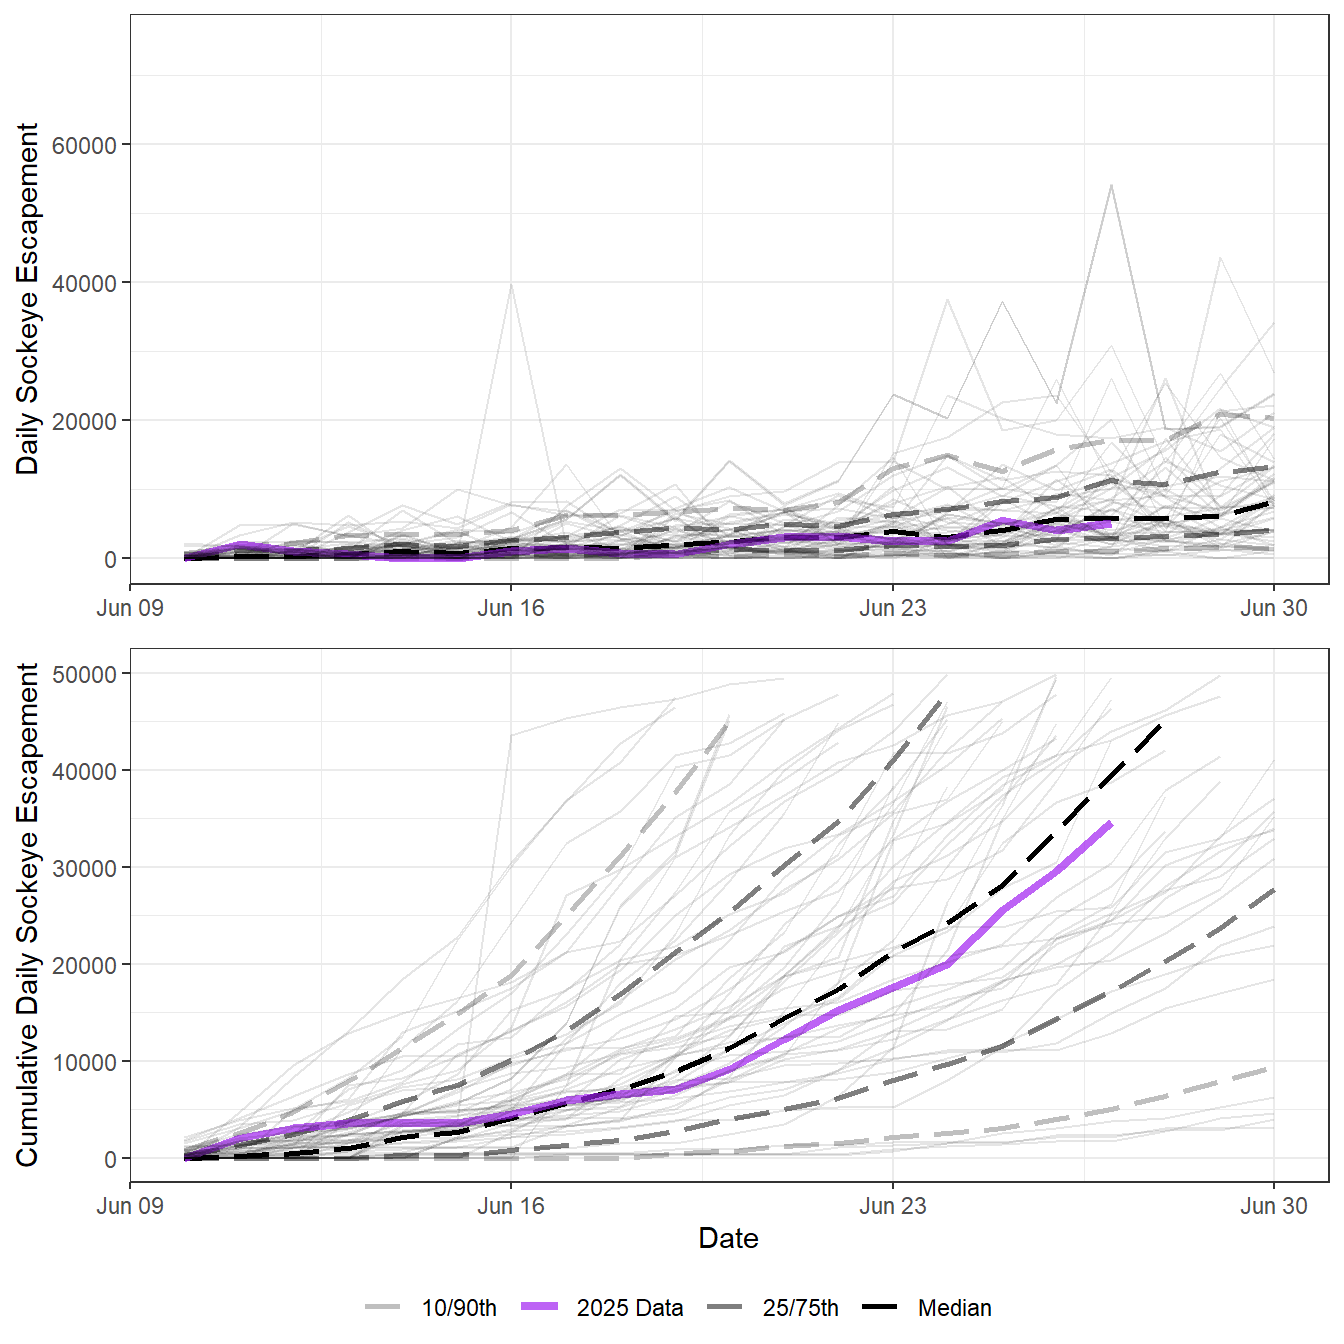 Daily Sockeye Escapement
60000
40000
20000
0
Jun 09
Jun 16
Jun 23
Jun 30
Cumulative Daily Sockeye Escapement
50000
40000
30000
20000
10000
0
Jun 09
Jun 16
Jun 23
Jun 30
Date
10/90th
2025 Data
25/75th
Median